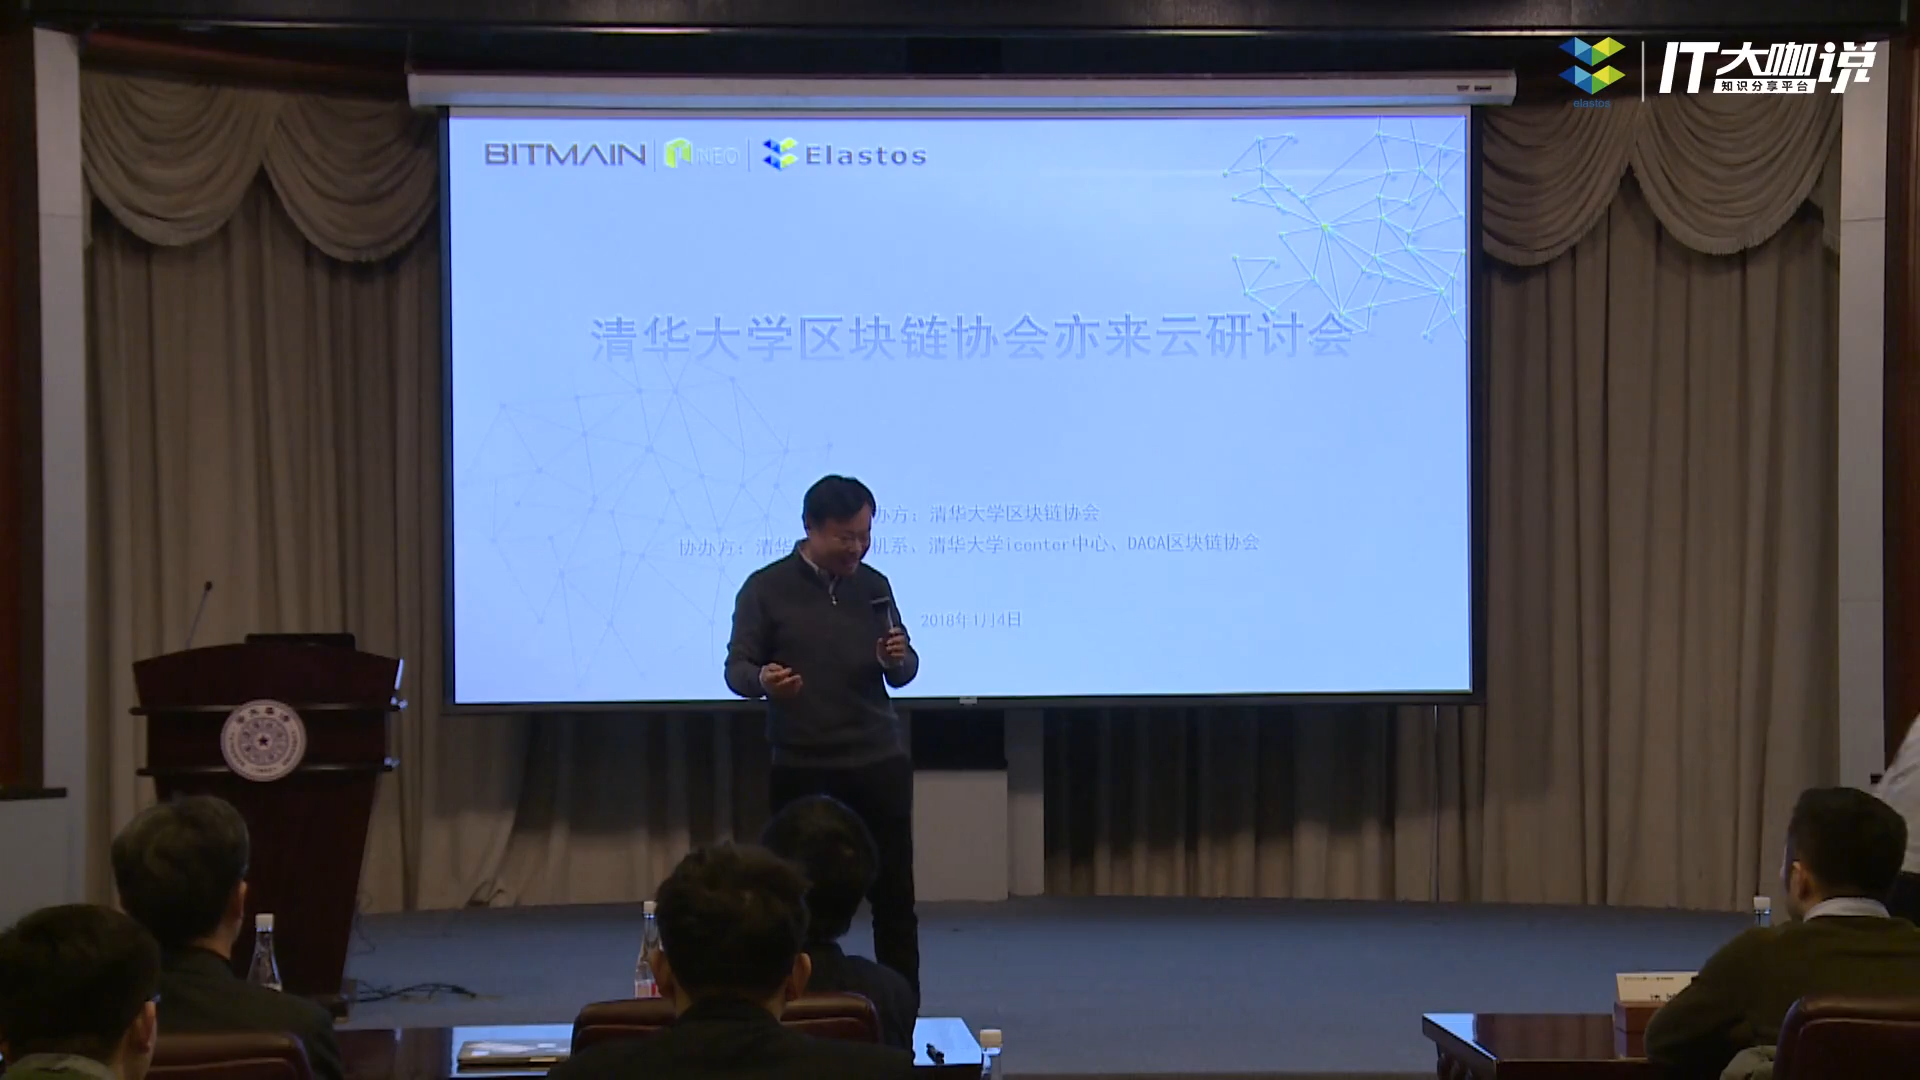 elastos
IT大咖说
知识分享平台
BITMAIN | NEO | Elastos
清华大学区块链协会亦来云研讨会
办方：清华大学区块链协会
协办方：清华 机系、清华大学icenter中心、DACA区块链协会
2018年1月4日